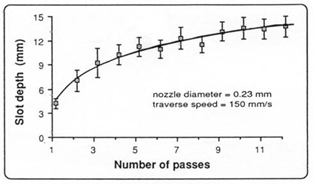 15
12
9
6
3
0
Slot depth (mm)
nozzle diameter = 0.23 mm
traverse speed = 150 mm/s
1 3 5 7 9 11
Number of passes